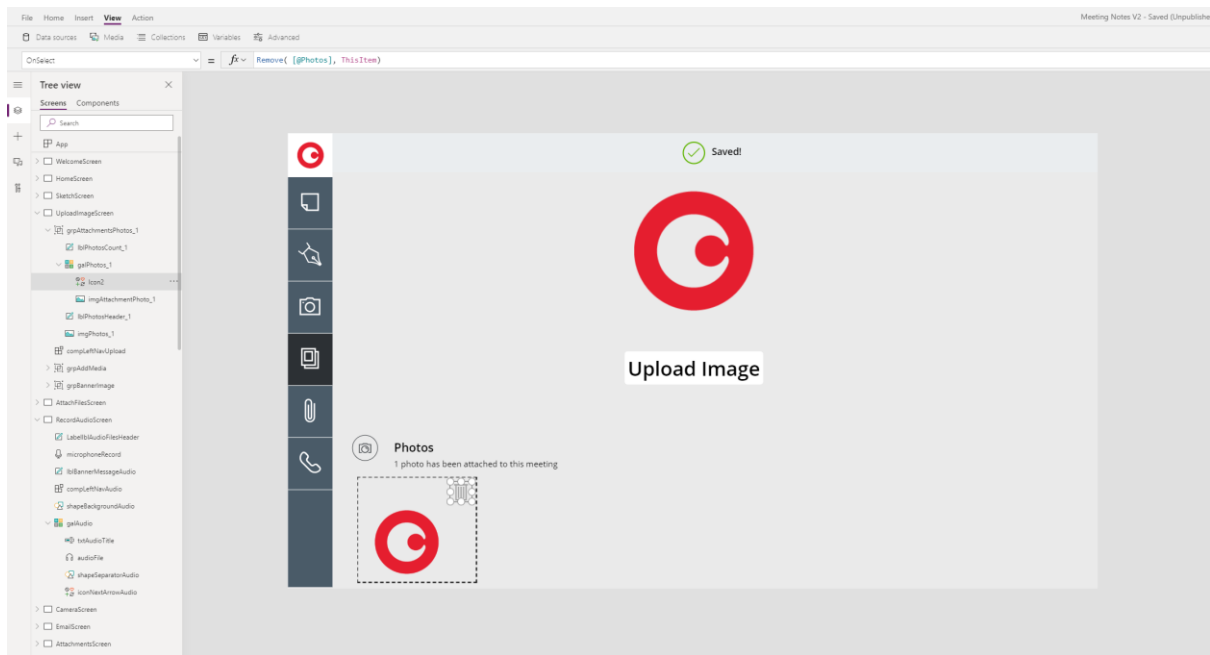 File Home Insert View Action
Meeting Notes V2 - Saved (Unpublishe
Data sources Media Collections Variables Advanced
OnSelect = fx Remove( [@Photos], ThisItem)
Tree view
Screens Components
Search
App
WelcomeScreen
HomeScreen
SketchScreen
UploadImageScreen
grpAttachmentsPhotos_1
lblPhotosCount_1
galPhotos_1
Icon2
imgAttachmentPhoto_1
lblPhotosHeader_1
imgPhotos_1
compLeftNavUpload
grpAddMedia
grpBannerImage
AttachFilesScreen
RecordAudioScreen
LabellblAudioFilesHeader
microphoneRecord
lblBannerMessageAudio
compLeftNavAudio
shapeBackgroundAudio
galAudio
txtAudioTitle
audioFile
shapeSeparatorAudio
iconNextArrowAudio
CameraScreen
EmailScreen
AttachmentsScreen
Saved!
Upload Image
Photos
1 photo has been attached to this meeting